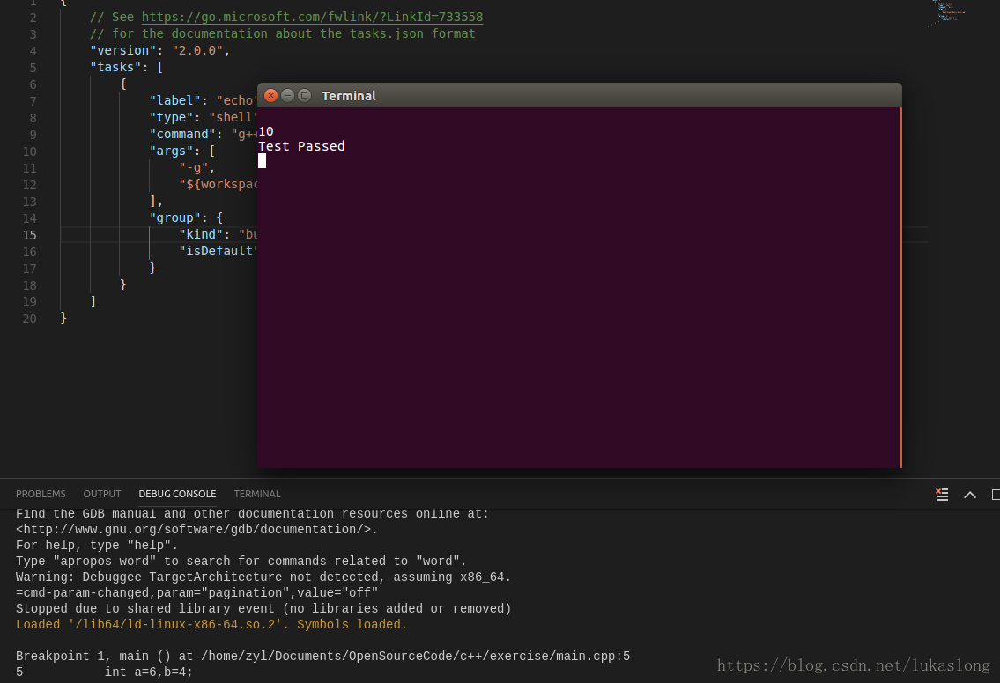 1 {
2 // See https://go.microsoft.com/fwlink/?LinkId=733558
3 // for the documentation about the tasks.json format
4 "version": "2.0.0",
5 "tasks": [
6 {
7 "label": "echo"
8 "type": "shell"
9 "command": "g++
10 "args": [
11 "-g",
12 "${workspac
13 ],
14 "group": {
15 "kind": "bu
16 "isDefault"
17 }
18 }
19 ]
20 }
Terminal
10
Test Passed
PROBLEMS OUTPUT DEBUG CONSOLE TERMINAL
Find the GDB manual and other documentation resources online at:
<http://www.gnu.org/software/gdb/documentation/>.
For help, type "help".
Type "apropos word" to search for commands related to "word".
Warning: Debuggee TargetArchitecture not detected, assuming x86_64.
=cmd-param-changed,param="pagination",value="off"
Stopped due to shared library event (no libraries added or removed)
Loaded '/lib64/ld-linux-x86-64.so.2'. Symbols loaded.
Breakpoint 1, main () at /home/zyl/Documents/OpenSourceCode/c++/exercise/main.cpp:5
5 int a=6,b=4;
https://blog.csdn.net/lukaslong